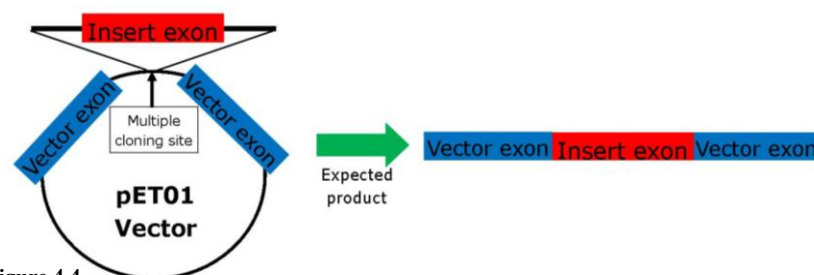 Insert exon
Vector exon
Vector exon
Multiple
cloning site
pET01
Vector
Expected
product
Vector exon
Insert exon
Vector exon